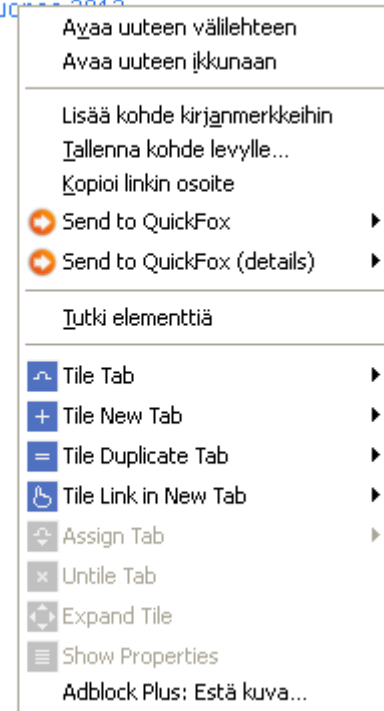 2012
Avaa uuteen välilehteen
Avaa uuteen ikkunaan
Lisää kohde kirjanmerkkeihin
Tallenna kohde levylle...
Kopioi linkin osoite
Send to QuickFox
Send to QuickFox (details)
Tutki elementtiä
Tile Tab
Tile New Tab
Tile Duplicate Tab
Tile Link in New Tab
Assign Tab
Untile Tab
Expand Tile
Show Properties
Adblock Plus: Estä kuva...